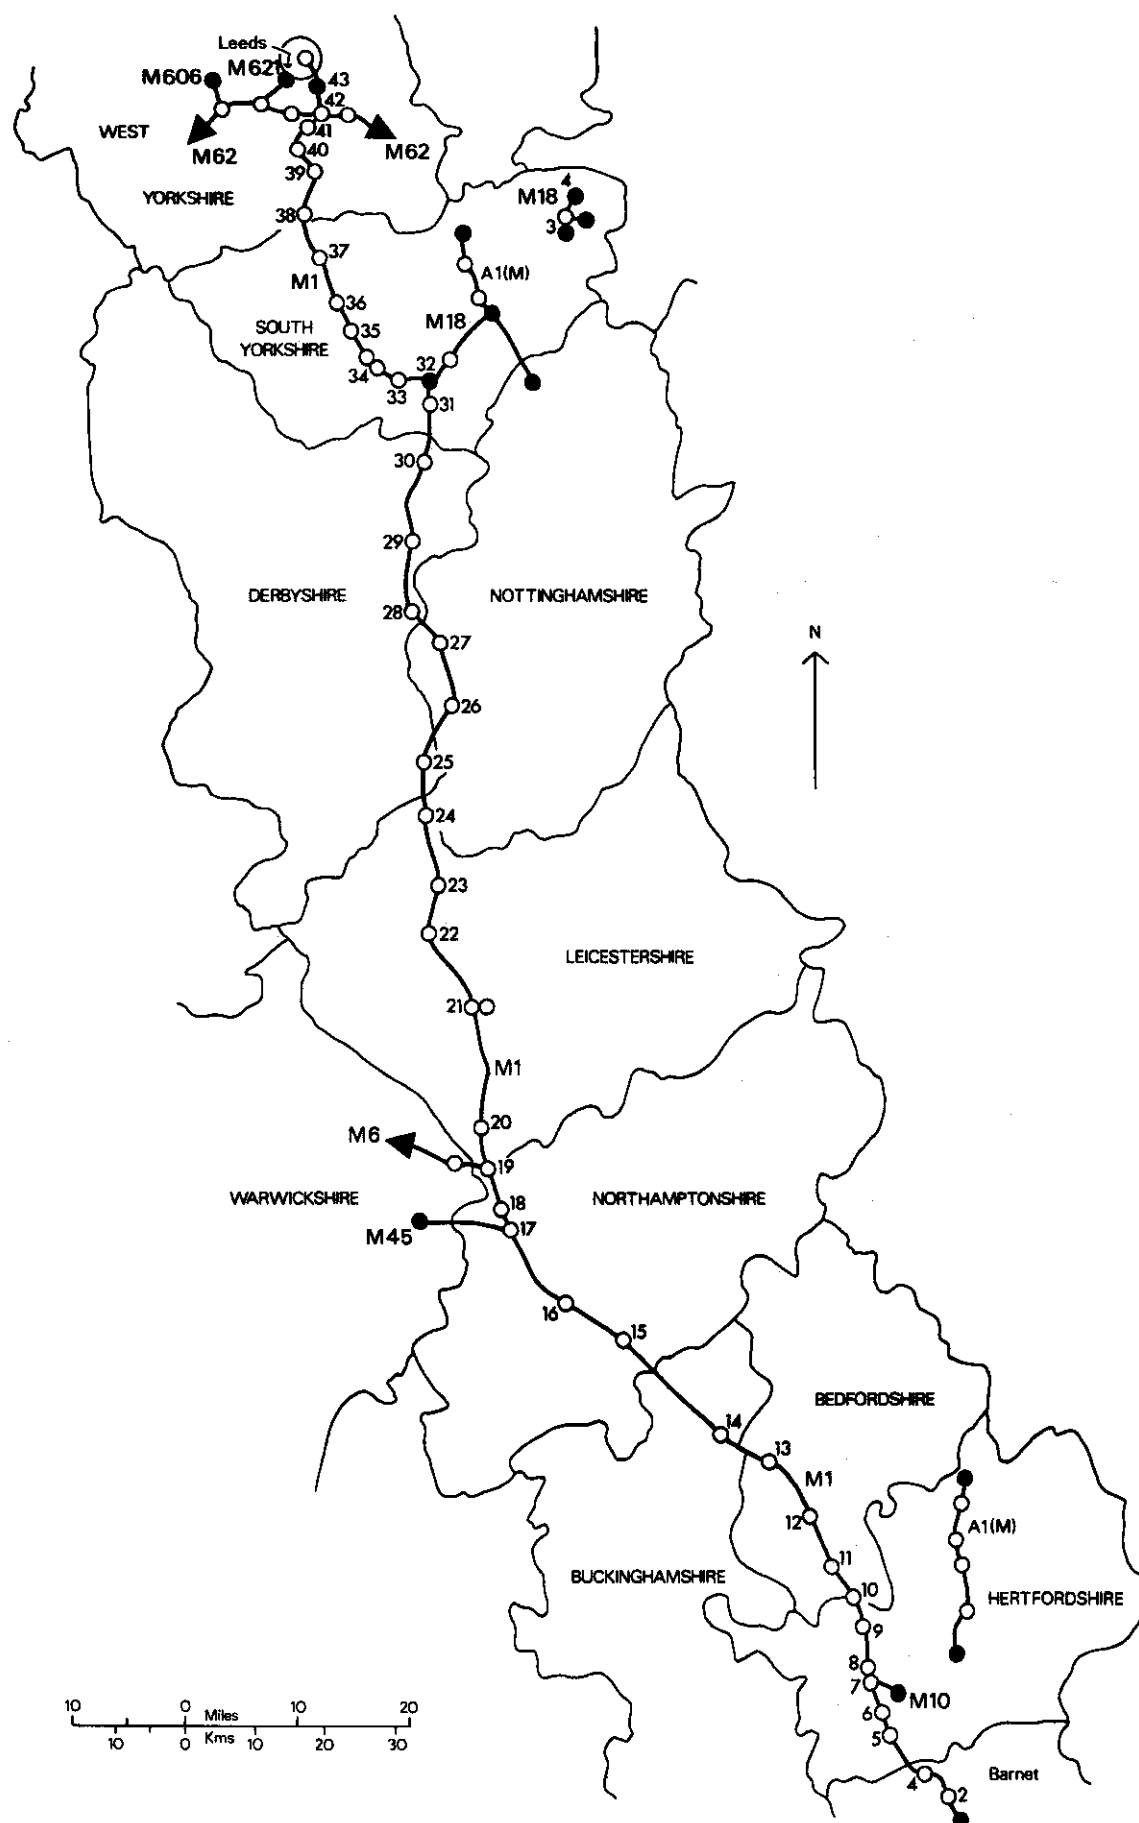 Leeds
M621
M606
43
42
WEST
41
M62
M62
40
39
YORKSHIRE
38
4
M18
3
37
A1(M)
M1
36
M18
SOUTH
YORKSHIRE
35
34
33
32
31
30
29
DERBYSHIRE
NOTTINGHAMSHIRE
28
27
N
26
25
24
23
22
LEICESTERSHIRE
21
M1
20
M6
19
WARWICKSHIRE
NORTHAMPTONSHIRE
18
M45
17
16
15
BEDFORDSHIRE
14
13
M1
12
A1(M)
11
BUCKINGHAMSHIRE
10
HERTFORDSHIRE
9
8
7
M10
6
5
4
Barnet
2
10 0 Miles 20
10 0 Kms 10 20 30